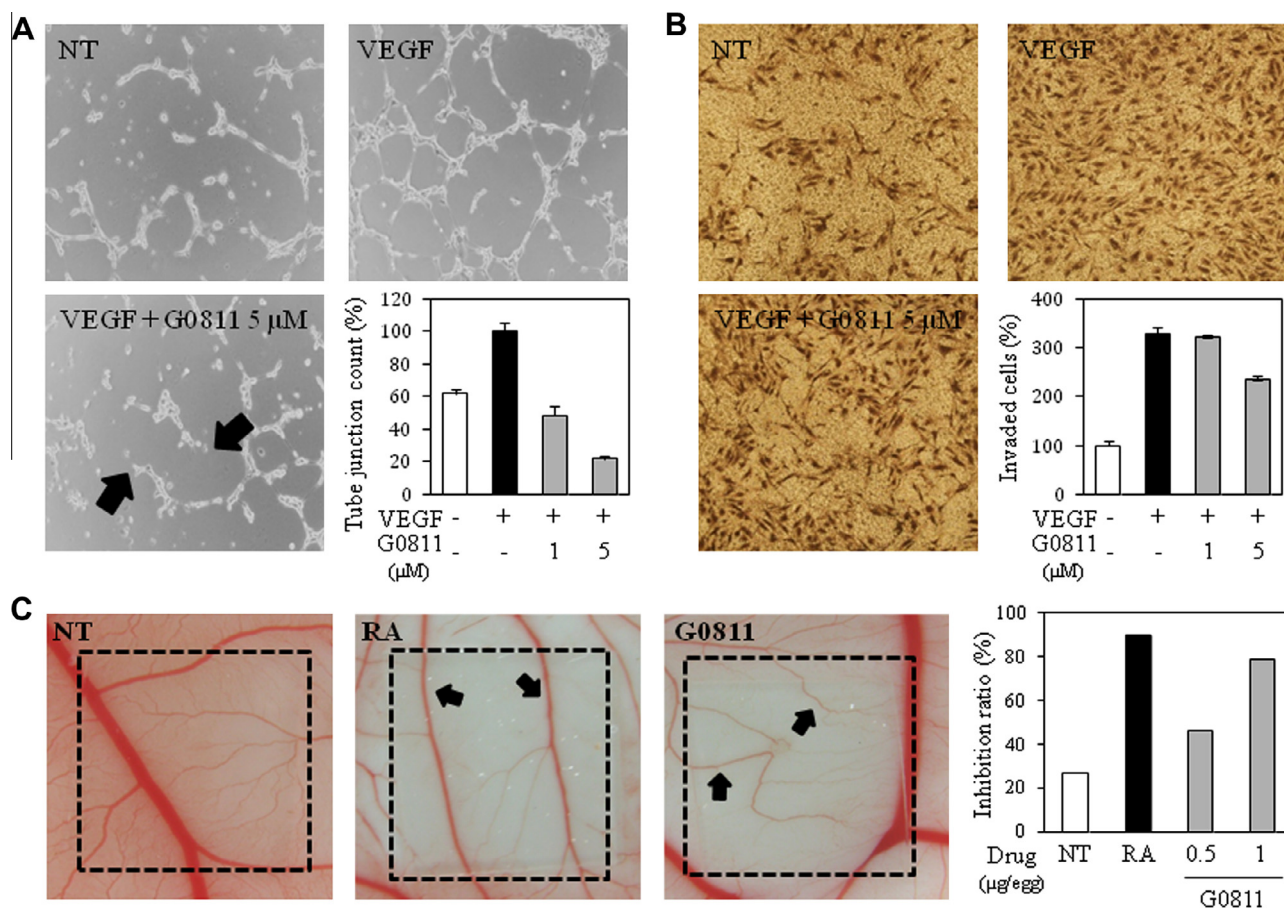 A
NT
VEGF
VEGF + G0811 5 μM
Tube junction count (%)
120
100
80
60
40
20
0
VEGF - + + +
G0811 - - 1 5
(μM)
B
NT
VEGF
VEGF + G0811 5 μM
Invaded cells (%)
400
300
200
100
0
VEGF - + + +
G0811 - - 1 5
(μM)
C
NT
RA
G0811
Inhibition ratio (%)
100
80
60
40
20
0
Drug NT RA 0.5 1
(μg/egg)
G0811